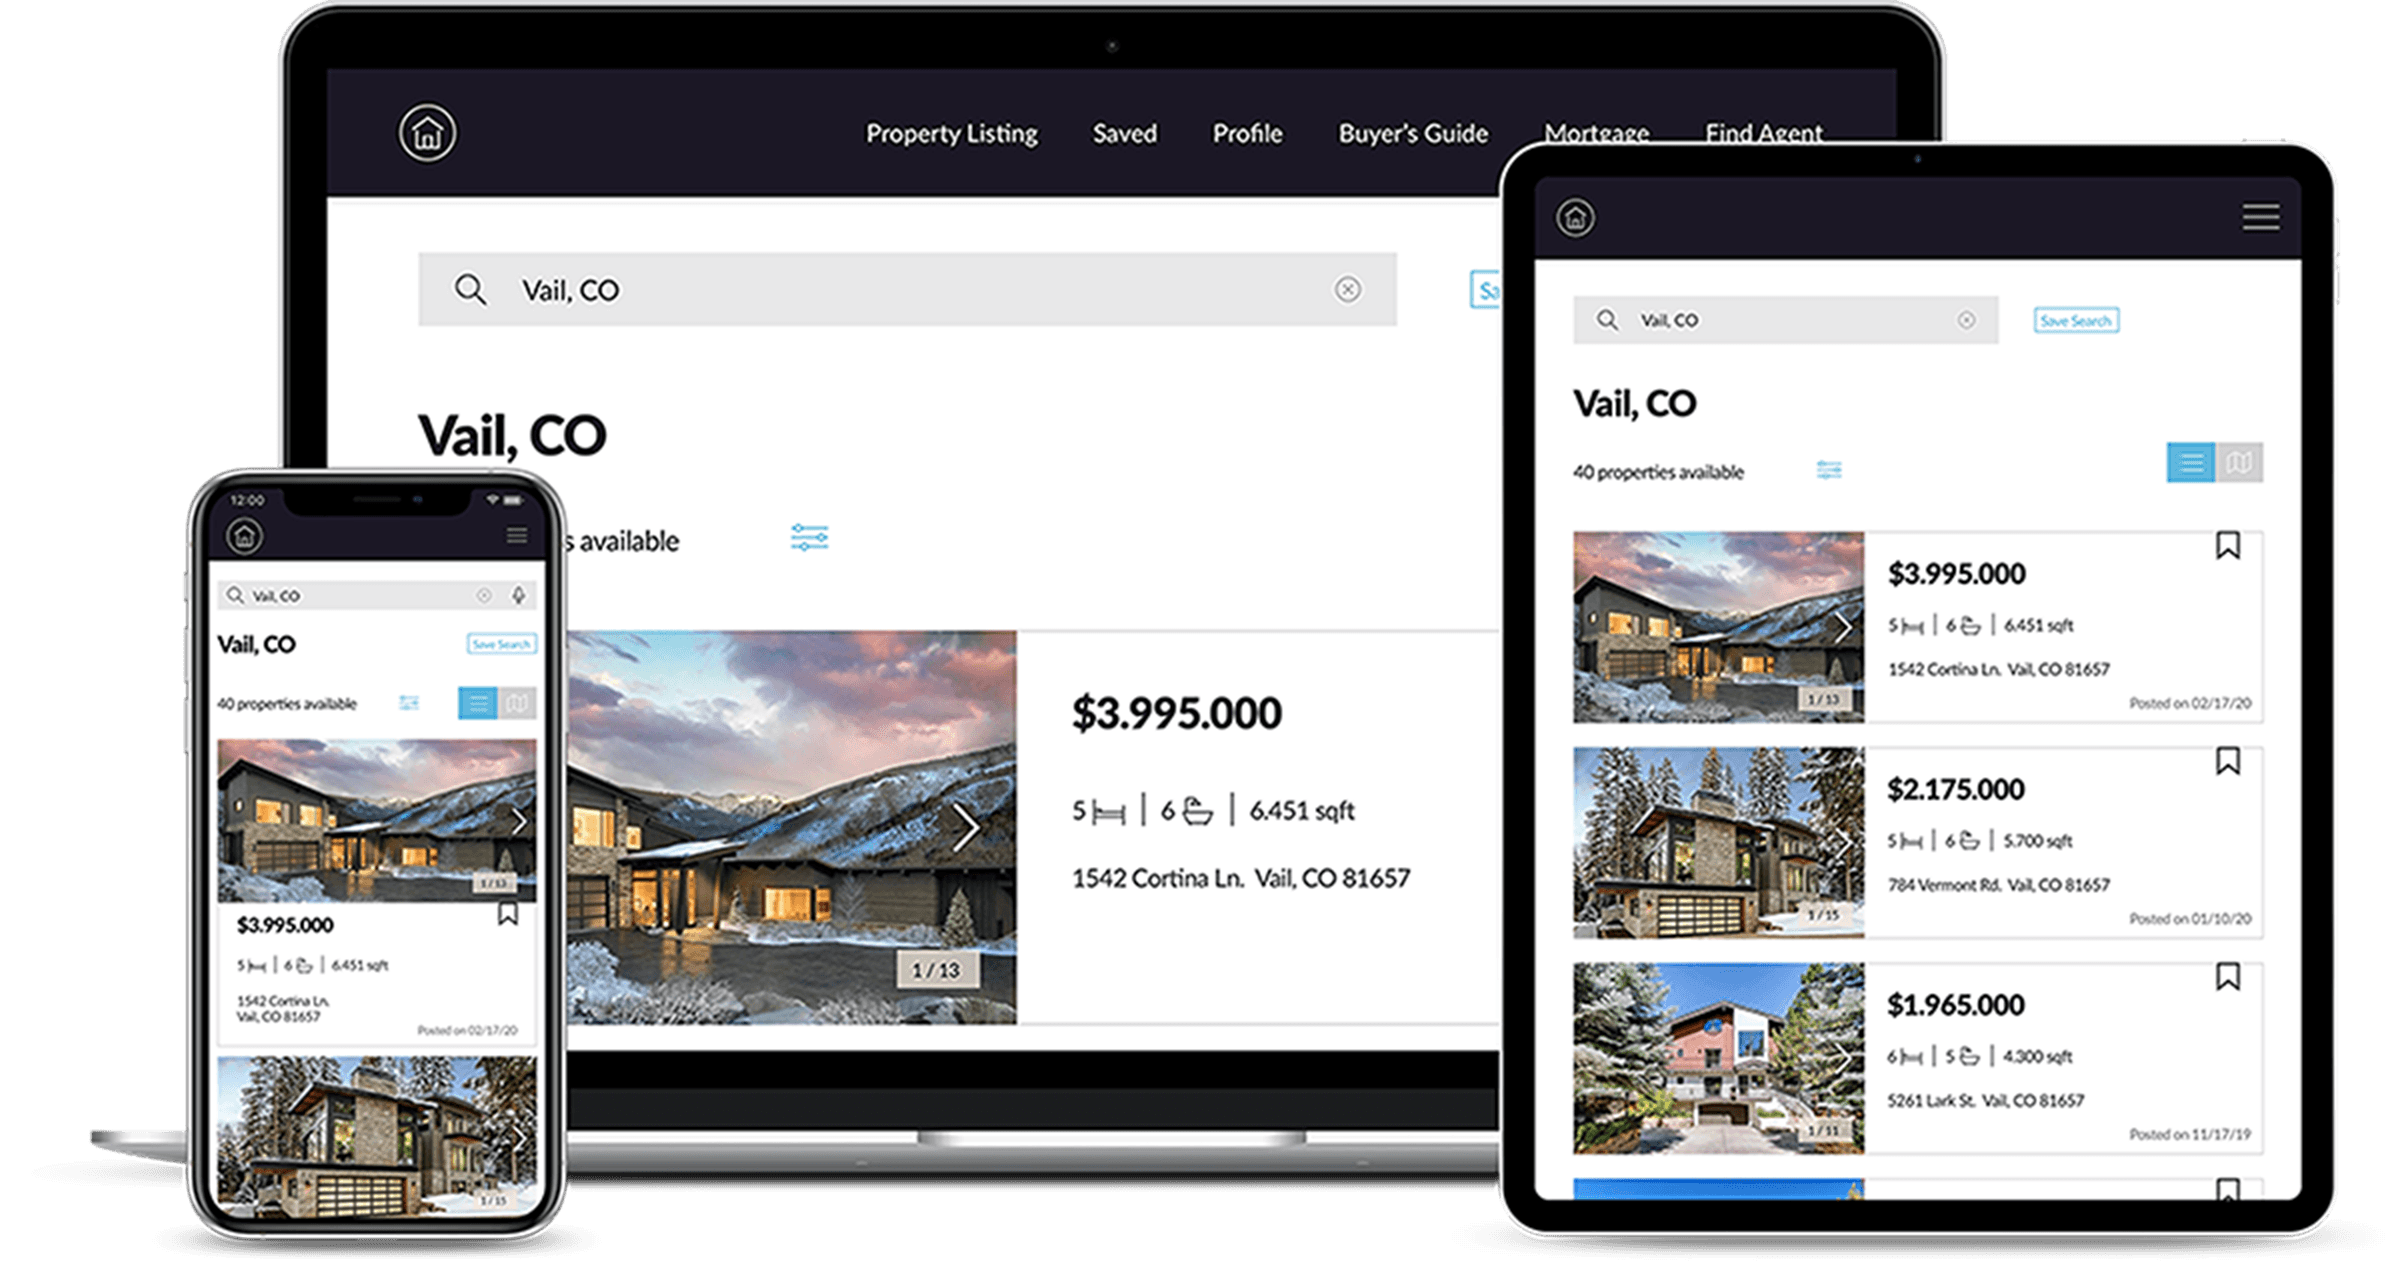 Property Listing Saved Profile Buyer's Guide Mortgage Find Agent
Vail, CO
Vail, CO
s available
$3.995.000
5 | 6 | 6.451 sqft
1542 Cortina Ln. Vail, CO 81657
1 / 13
12:00
Vail, CO
Vail, CO
Save Search
40 properties available
1 / 13
$3.995.000
5 | 6 | 6.451 sqft
1542 Cortina Ln.
Vail, CO 81657
Posted on 02/17/20
1 / 15
Vail, CO
Save Search
Vail, CO
40 properties available
$3.995.000
5 | 6 | 6.451 sqft
1542 Cortina Ln. Vail, CO 81657
1 / 13
Posted on 02/17/20
$2.175.000
5 | 6 | 5.700 sqft
784 Vermont Rd. Vail, CO 81657
1 / 15
Posted on 01/10/20
$1.965.000
6 | 5 | 4.300 sqft
5261 Lark St. Vail, CO 81657
1 / 11
Posted on 11/17/19